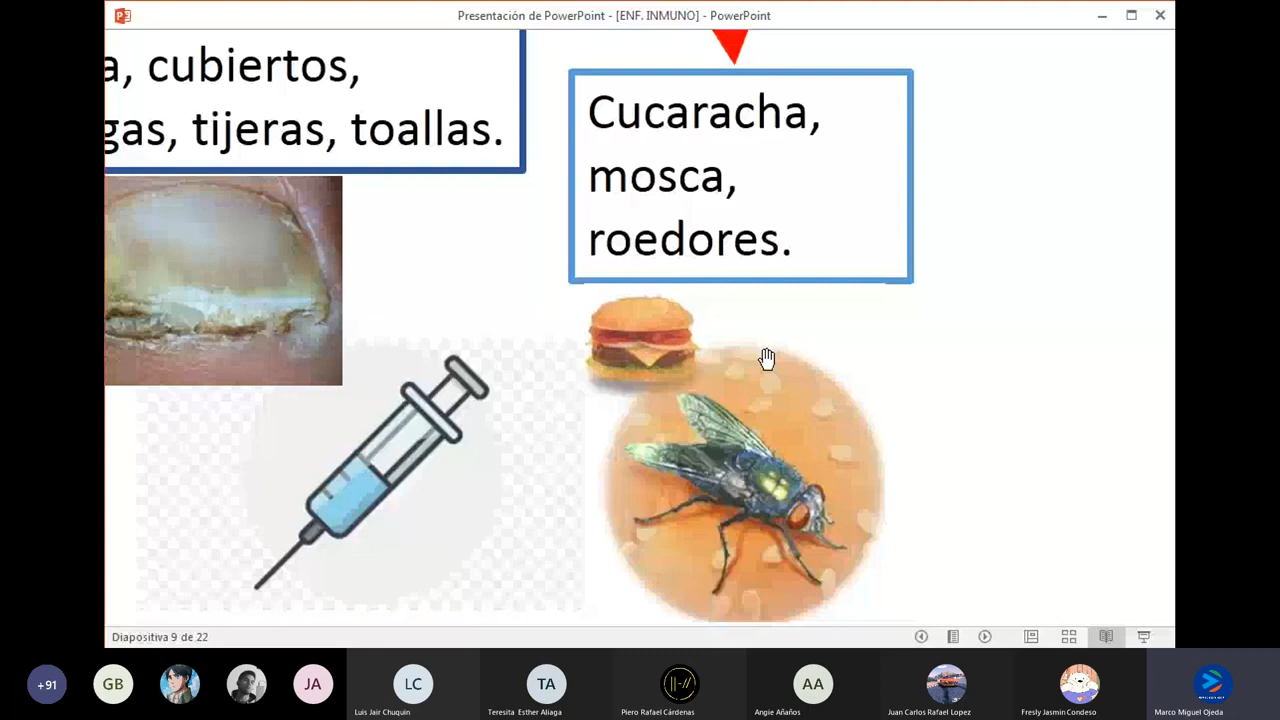 Presentación de PowerPoint - [ENF. INMUNO] - PowerPoint
a, cubiertos,
gas, tijeras, toallas.
Cucaracha,
mosca,
roedores.
Diapositiva 9 de 22
+91
GB
JA
LC
TA
AA
Luis Jair Chuquin
Teresita Esther Aliaga
Piero Rafael Cárdenas
Angie Añaños
Juan Carlos Rafael Lopez
Fresly Jasmin Condeso
Marco Miguel Ojeda